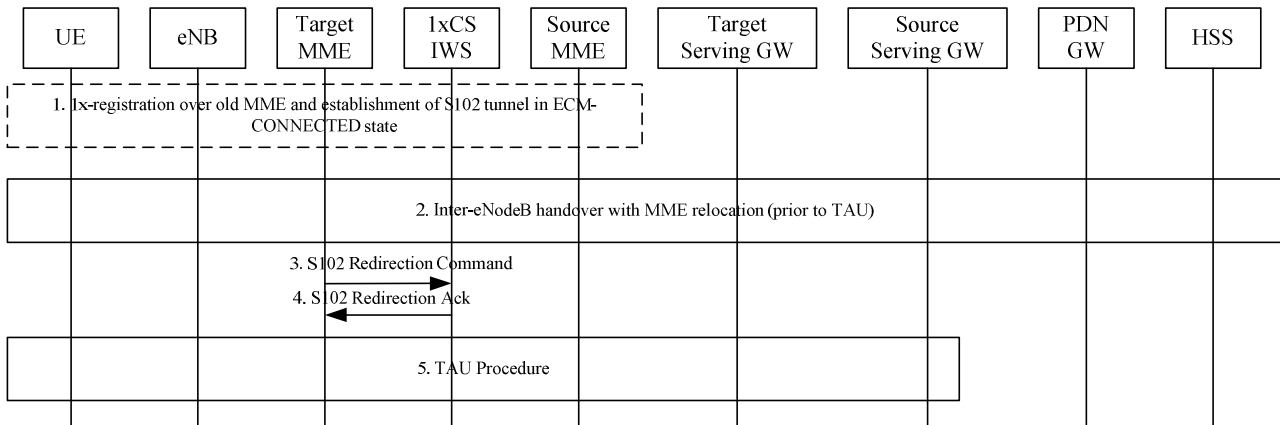 UE
eNB
Target
MME
1xCS
IWS
Source
MME
Target
Serving GW
Source
Serving GW
PDN
GW
HSS
1. 1x-registration over old MME and establishment of S102 tunnel in ECM-
CONNECTED state
2. Inter-eNodeB handover with MME relocation (prior to TAU)
3. S102 Redirection Command
4. S102 Redirection Ack
5. TAU Procedure